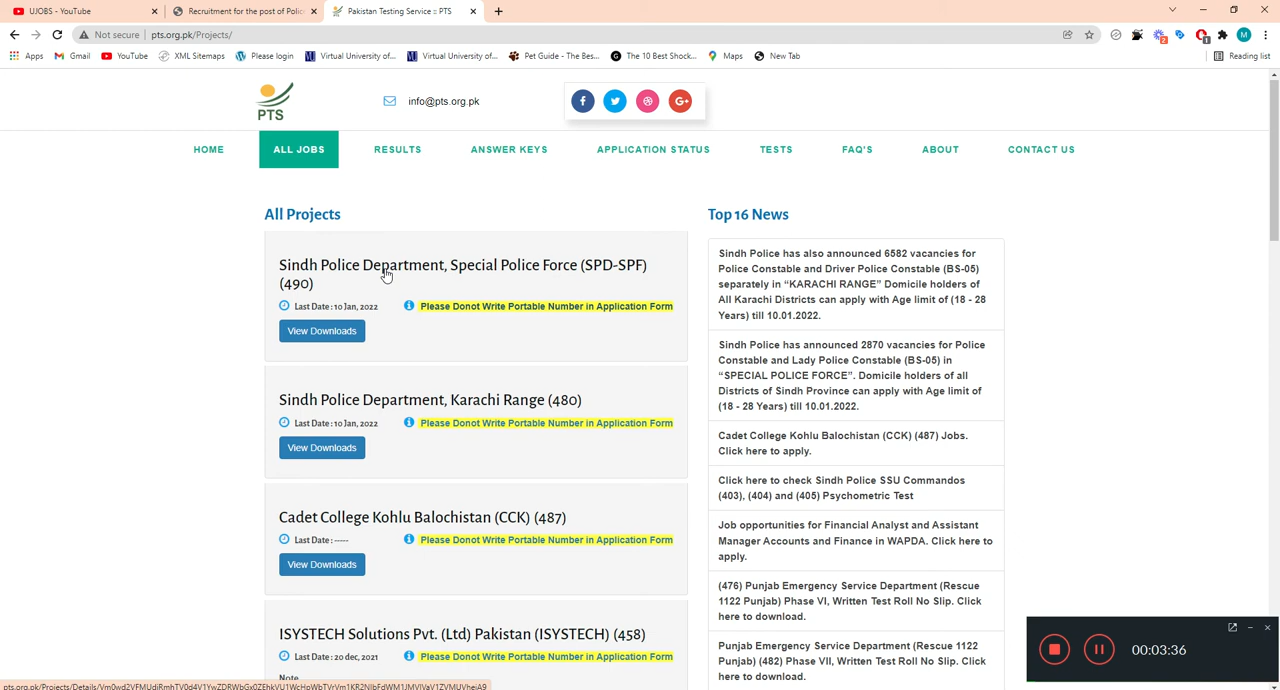 UJOBS - YouTube
Recruitment for the post of Polic
Pakistan Testing Service :: PTS
Not secure | pts.org.pk/Projects/
Apps
Gmail
YouTube
XML Sitemaps
Please login
Virtual University of...
Virtual University of...
Pet Guide - The Bes...
The 10 Best Shock...
Maps
New Tab
Reading list
PTS
info@pts.org.pk
HOME
ALL JOBS
RESULTS
ANSWER KEYS
APPLICATION STATUS
TESTS
FAQ'S
ABOUT
CONTACT US
All Projects
Sindh Police Department, Special Police Force (SPD-SPF)
(490)
Last Date : 10 Jan, 2022
Please Donot Write Portable Number in Application Form
View Downloads
Sindh Police Department, Karachi Range (480)
Last Date : 10 Jan, 2022
Please Donot Write Portable Number in Application Form
View Downloads
Cadet College Kohlu Balochistan (CCK) (487)
Last Date : -----
Please Donot Write Portable Number in Application Form
View Downloads
ISYSTECH Solutions Pvt. (Ltd) Pakistan (ISYSTECH) (458)
Last Date : 20 dec, 2021
Please Donot Write Portable Number in Application Form
Note
Top 16 News
Sindh Police has also announced 6582 vacancies for
Police Constable and Driver Police Constable (BS-05)
separately in “KARACHI RANGE” Domicile holders of
All Karachi Districts can apply with Age limit of (18 - 28
Years) till 10.01.2022.
Sindh Police has announced 2870 vacancies for Police
Constable and Lady Police Constable (BS-05) in
“SPECIAL POLICE FORCE”. Domicile holders of all
Districts of Sindh Province can apply with Age limit of
(18 - 28 Years) till 10.01.2022.
Cadet College Kohlu Balochistan (CCK) (487) Jobs.
Click here to apply.
Click here to check Sindh Police SSU Commandos
(403), (404) and (405) Psychometric Test
Job opportunities for Financial Analyst and Assistant
Manager Accounts and Finance in WAPDA. Click here to
apply.
(476) Punjab Emergency Service Department (Rescue
1122 Punjab) Phase VI, Written Test Roll No Slip. Click
here to download.
Punjab Emergency Service Department (Rescue 1122
Punjab) (482) Phase VII, Written Test Roll No Slip. Click
here to download.
00:03:36